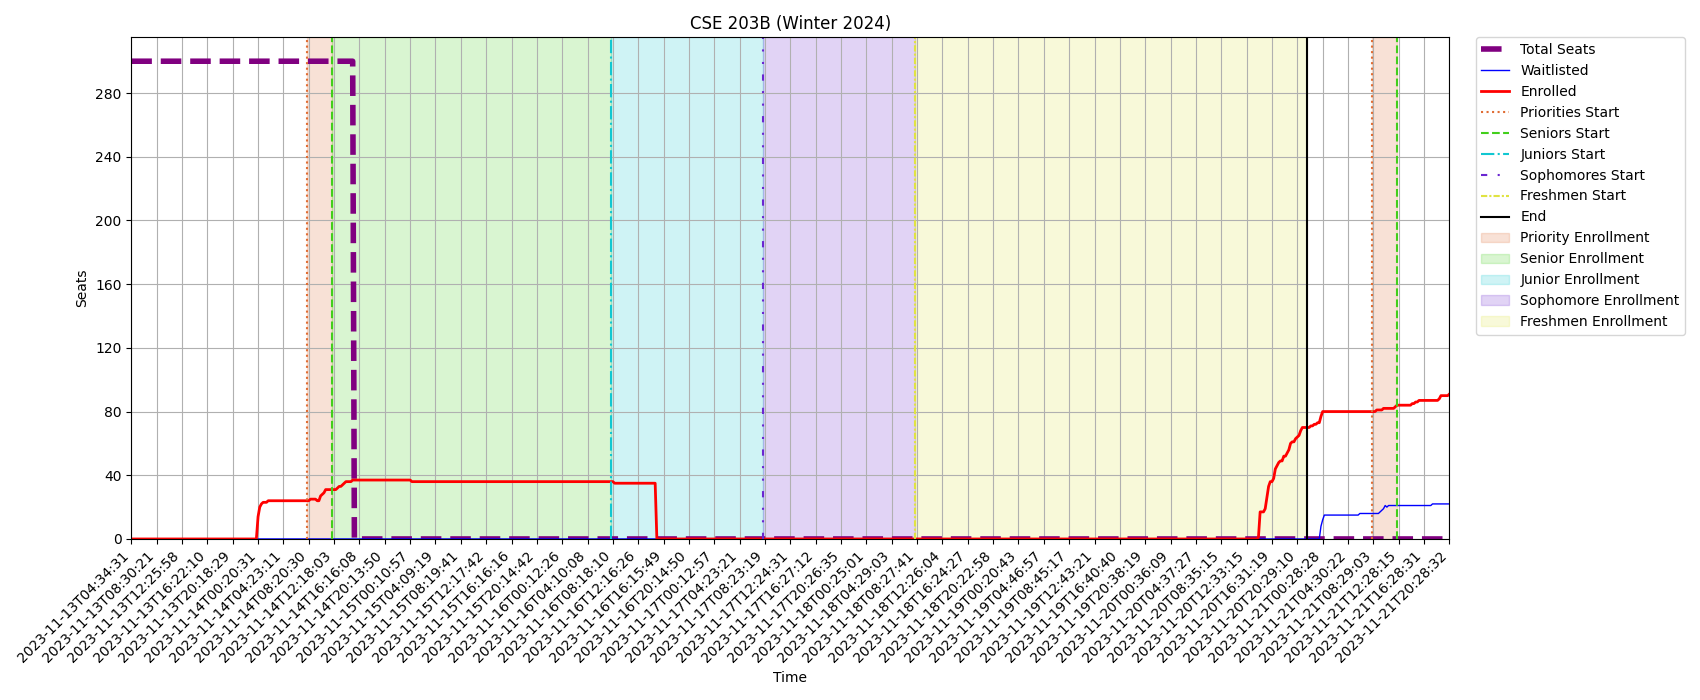 CSE 203B (Winter 2024)
Seats
280
240
200
160
120
80
40
0
2023-11-13T04:34:31
2023-11-13T08:30:21
2023-11-13T12:25:58
2023-11-13T16:22:10
2023-11-13T20:18:29
2023-11-14T00:20:31
2023-11-14T04:23:11
2023-11-14T08:20:30
2023-11-14T12:18:03
2023-11-14T16:16:08
2023-11-14T20:13:50
2023-11-15T00:10:57
2023-11-15T04:09:19
2023-11-15T08:19:41
2023-11-15T12:17:42
2023-11-15T16:16:16
2023-11-15T20:14:42
2023-11-16T00:12:26
2023-11-16T04:10:08
2023-11-16T08:18:10
2023-11-16T12:16:26
2023-11-16T16:15:49
2023-11-16T20:14:50
2023-11-17T00:12:57
2023-11-17T04:23:21
2023-11-17T08:23:19
2023-11-17T12:24:31
2023-11-17T16:27:12
2023-11-17T20:26:35
2023-11-18T00:25:01
2023-11-18T04:29:03
2023-11-18T08:27:41
2023-11-18T12:26:04
2023-11-18T16:24:27
2023-11-18T20:22:58
2023-11-19T00:20:43
2023-11-19T04:46:57
2023-11-19T08:45:17
2023-11-19T12:43:21
2023-11-19T16:40:40
2023-11-19T20:38:19
2023-11-20T00:36:09
2023-11-20T04:37:27
2023-11-20T08:35:15
2023-11-20T12:33:15
2023-11-20T16:31:19
2023-11-20T20:29:10
2023-11-21T00:28:28
2023-11-21T04:30:22
2023-11-21T08:29:03
2023-11-21T12:28:15
2023-11-21T16:28:31
2023-11-21T20:28:32
Time
Total Seats
Waitlisted
Enrolled
Priorities Start
Seniors Start
Juniors Start
Sophomores Start
Freshmen Start
End
Priority Enrollment
Senior Enrollment
Junior Enrollment
Sophomore Enrollment
Freshmen Enrollment